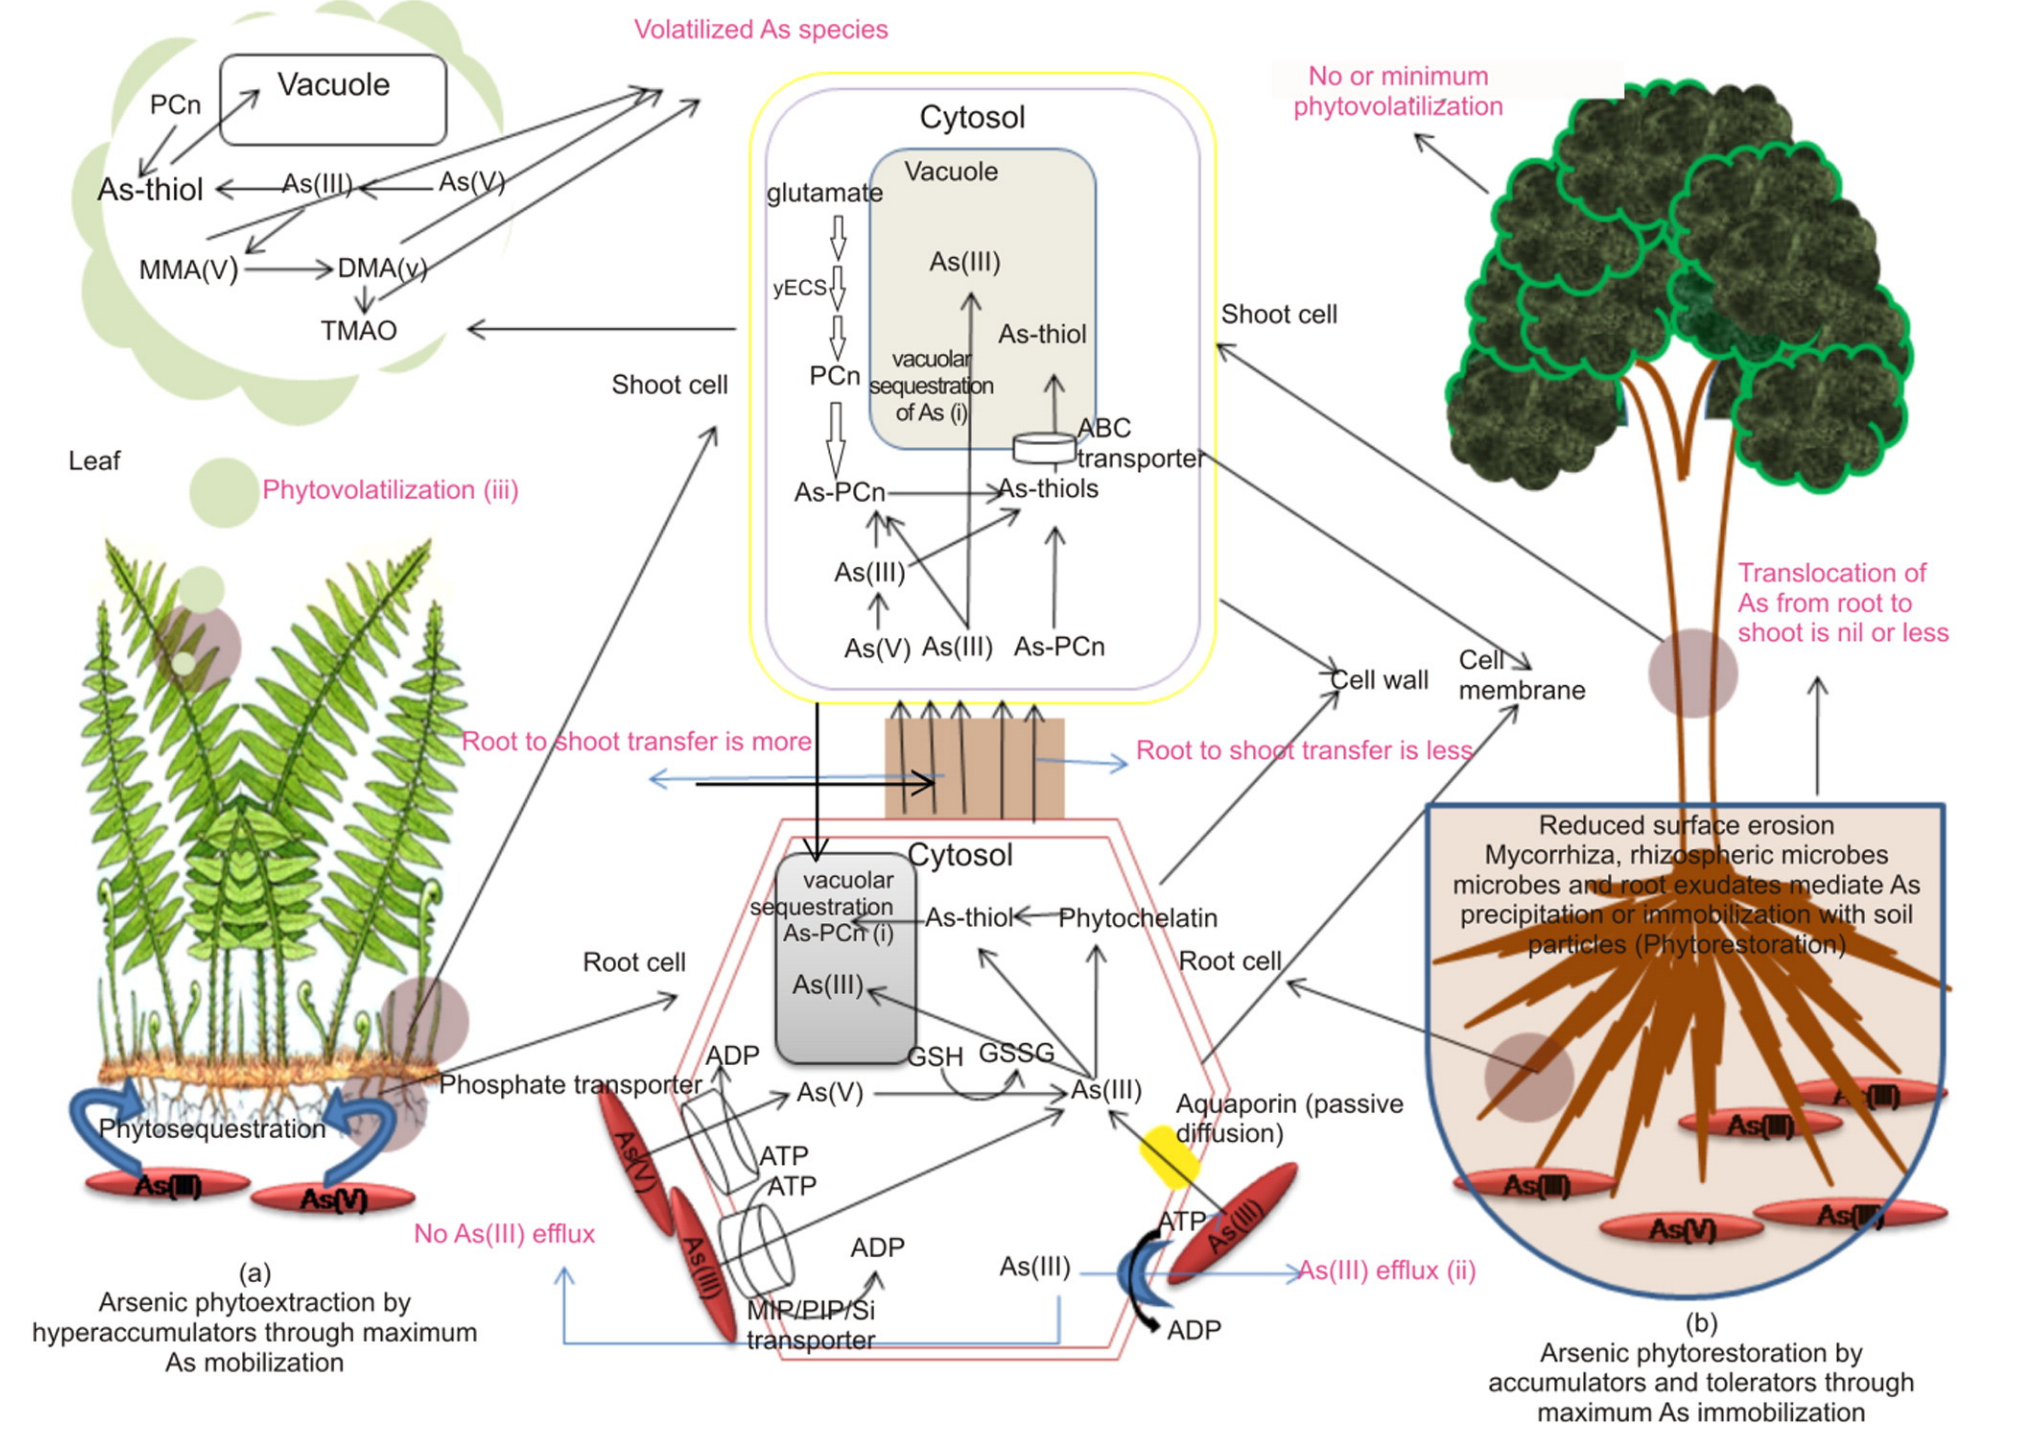 Volatilized As species
No or minimum
phytovolatilization
Vacuole
PCn
As-thiol
As(III)
As(V)
MMA(V)
DMA(v)
TMAO
Leaf
Phytovolatilization (iii)
Shoot cell
Cytosol
Vacuole
glutamate
yECS
PCn
As(III)
As-thiol
vacuolar
sequestration
of As (i)
ABC
transporter
As-PCn
As-thiols
As(III)
As(V)
As(III)
As-PCn
Shoot cell
Cell wall
Cell
membrane
Translocation of
As from root to
shoot is nil or less
Root to shoot transfer is more
Root to shoot transfer is less
Cytosol
vacuolar
sequestration
As-PCn (i)
As(III)
As-thiol
Phytochelatin
Root cell
Root cell
ADP
GSH
GSSG
Phosphate transporter
As(V)
As(III)
Aquaporin (passive
diffusion)
ATP
ATP
As(V)
As(III)
ADP
MIP/PIP/Si
transporter
As(III)
ATP
As(III)
ADP
No As(III) efflux
As(III) efflux (ii)
Phytosequestration
As(III)
As(V)
(a)
Arsenic phytoextraction by
hyperaccumulators through maximum
As mobilization
Reduced surface erosion
Mycorrhiza, rhizospheric microbes
microbes and root exudates mediate As
precipitation or immobilization with soil
particles (Phytorestoration)
As(III)
As(III)
As(III)
As(V)
As(III)
(b)
Arsenic phytorestoration by
accumulators and tolerators through
maximum As immobilization